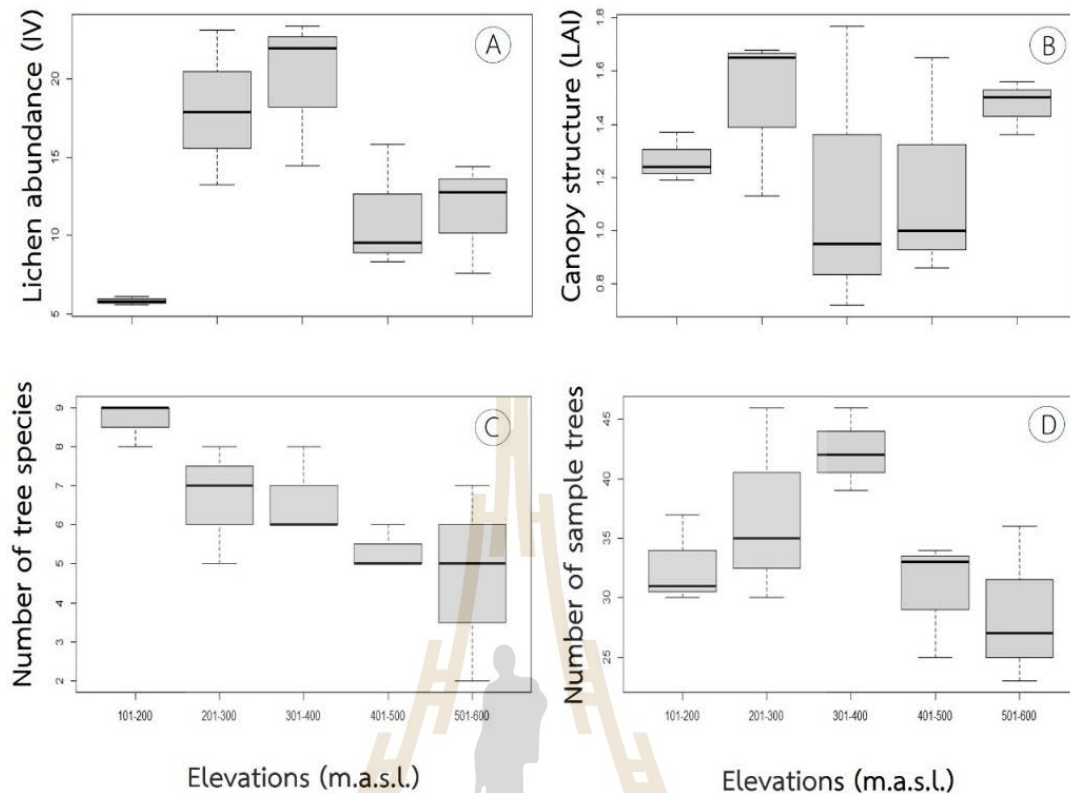 Lichen abundance (IV)
5 10 15 20
A
Canopy structure (LAI)
0.8 1.0 1.2 1.4 1.6 1.8
B
Number of tree species
2 3 4 5 6 7 8 9
C
101-200 201-300 301-400 401-500 501-600
Elevations (m.a.s.l.)
Number of sample trees
25 30 35 40 45
D
101-200 201-300 301-400 401-500 501-600
Elevations (m.a.s.l.)